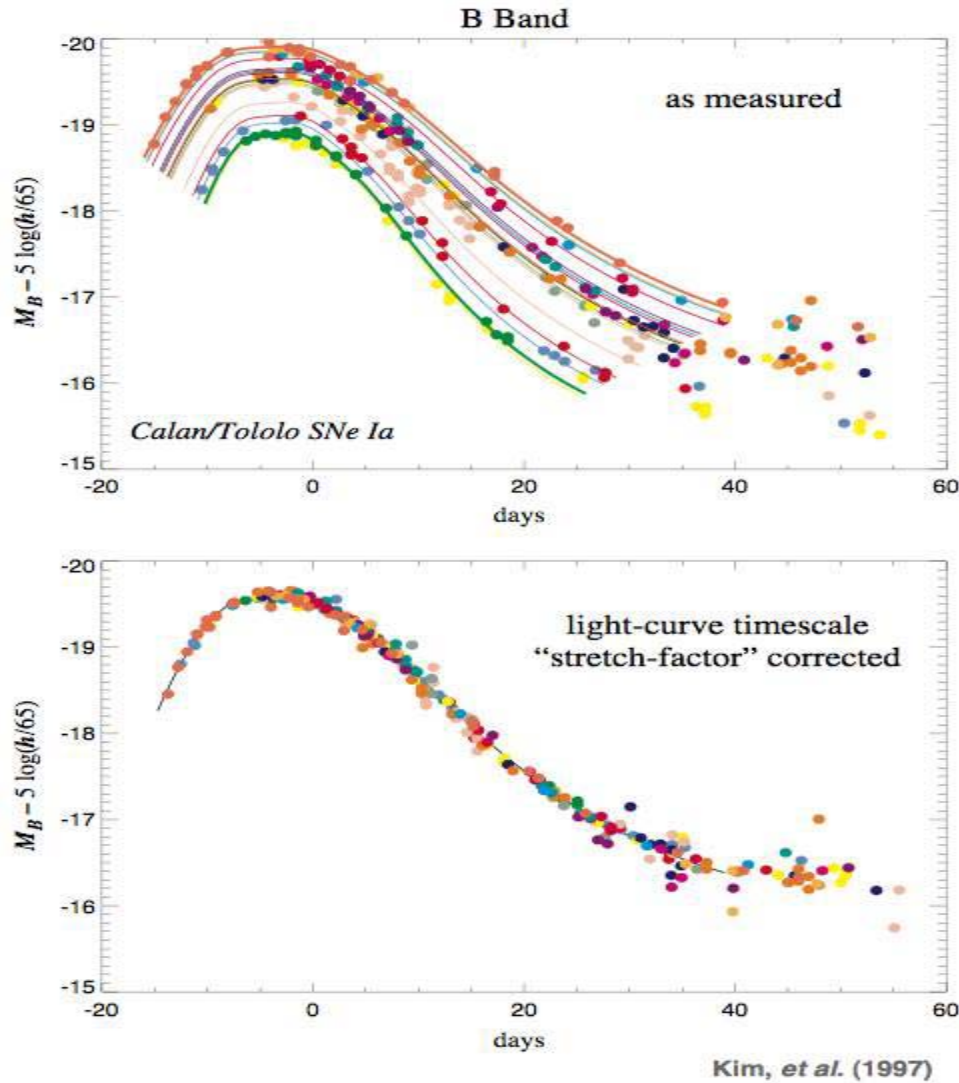 B Band
-20
-19
-18
-17
-16
-15
M_B – 5 log(h/65)
as measured
Calan/Tololo SNe Ia
-20 0 20 40 60
days
-20
-19
-18
-17
-16
-15
M_B – 5 log(h/65)
light-curve timescale
“stretch-factor” corrected
-20 0 20 40 60
days
Kim, et al. (1997)